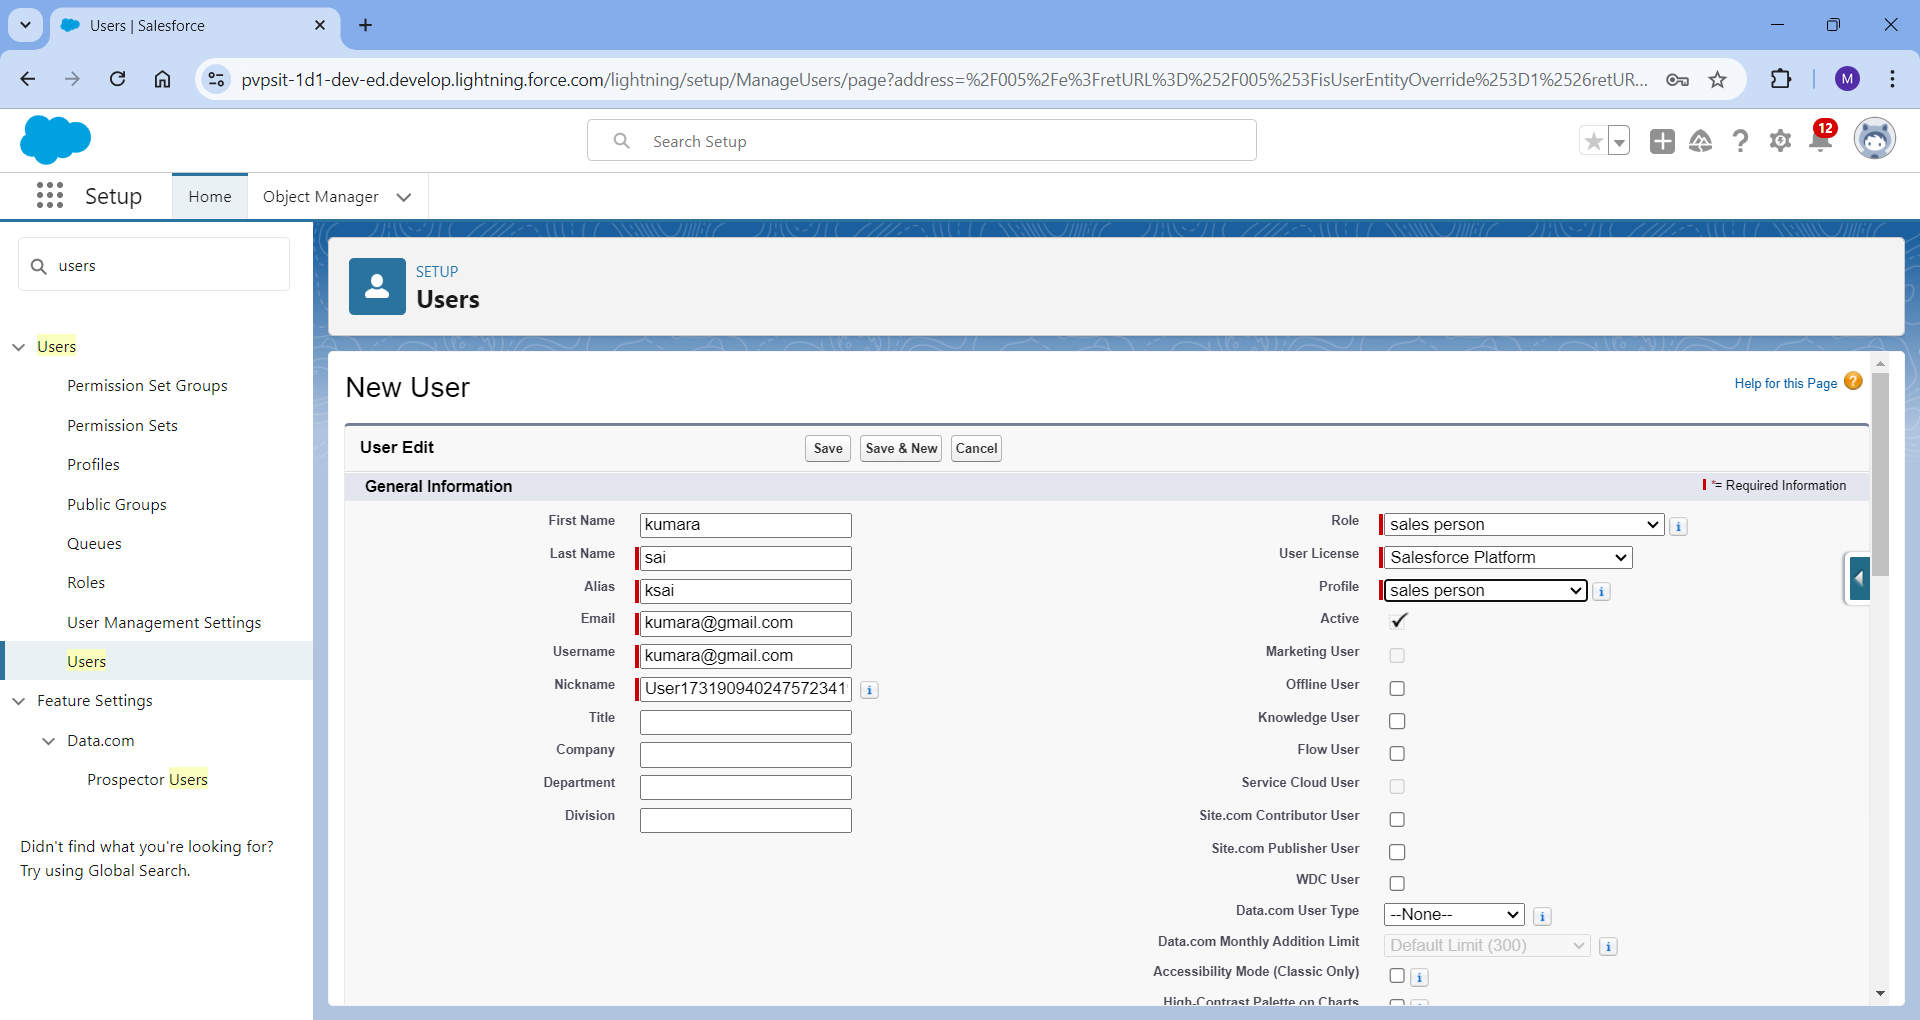 Users | Salesforce
pvpsit-1d1-dev-ed.develop.lightning.force.com/lightning/setup/ManageUsers/page?address=%2F005%2Fe%3FretURL%3D%252F005%253FisUserEntityOverride%253D1%2526retUR...
M
Search Setup
12
Setup
Home
Object Manager
users
Users
Permission Set Groups
Permission Sets
Profiles
Public Groups
Queues
Roles
User Management Settings
Users
Feature Settings
Data.com
Prospector Users
Didn't find what you're looking for?
Try using Global Search.
SETUP
Users
New User
Help for this Page ?
User Edit
Save
Save & New
Cancel
General Information
*= Required Information
First Name kumara
Last Name sai
Alias ksai
Email kumara@gmail.com
Username kumara@gmail.com
Nickname User173190940247572341 i
Title
Company
Department
Division
Role sales person i
User License Salesforce Platform
Profile sales person i
Active
Marketing User
Offline User
Knowledge User
Flow User
Service Cloud User
Site.com Contributor User
Site.com Publisher User
WDC User
Data.com User Type --None-- i
Data.com Monthly Addition Limit Default Limit (300) i
Accessibility Mode (Classic Only) i
High-Contrast Palette on Charts